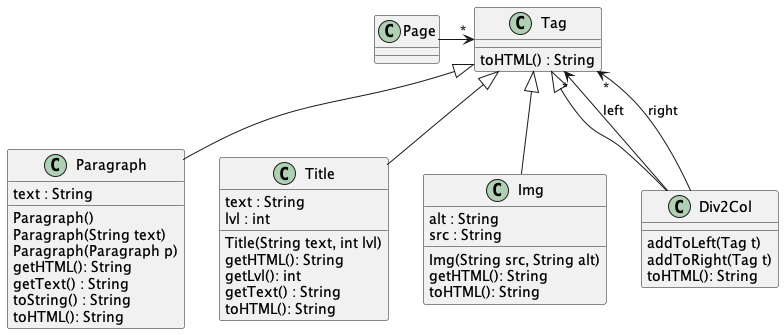 C Page
*
C Tag
toHTML() : String
*
left
*
right
C Paragraph
text : String
Paragraph()
Paragraph(String text)
Paragraph(Paragraph p)
getHTML(): String
getText() : String
toString() : String
toHTML(): String
C Title
text : String
lvl : int
Title(String text, int lvl)
getHTML(): String
getLvl(): int
getText() : String
toHTML(): String
C Img
alt : String
src : String
Img(String src, String alt)
getHTML(): String
toHTML(): String
C Div2Col
addToLeft(Tag t)
addToRight(Tag t)
toHTML(): String